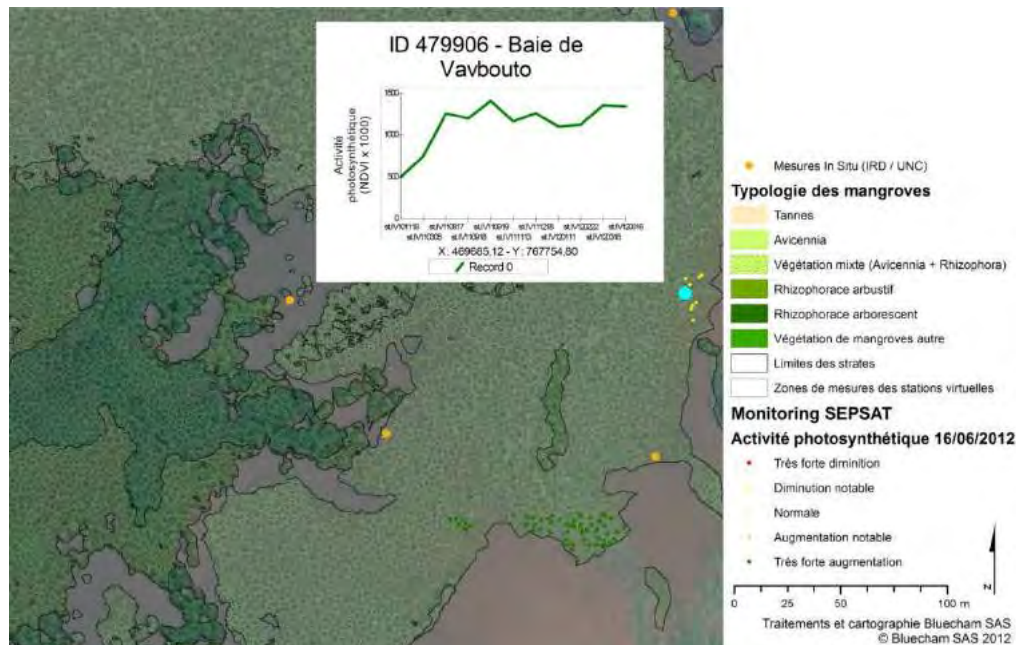 ID 479906 - Baie de
Vavbouto
Activité
photosynthétique
(NDVI x 1000)
1500
1000
500
0
X: 469665,12 - Y: 767754,80
Record 0
Mesures In Situ (IRD / UNC)
Typologie des mangroves
Tannes
Avicennia
Végétation mixte (Avicennia + Rhizophora)
Rhizophorace arbustif
Rhizophorace arborescent
Végétation de mangroves autre
Limites des strates
Zones de mesures des stations virtuelles
Monitoring SEPSAT
Activité photosynthétique 16/06/2012
Très forte diminition
Diminution notable
Normale
Augmentation notable
Très forte augmentation
N
0 25 50 100 m
Traitements et cartographie Bluecham SAS
© Bluecham SAS 2012